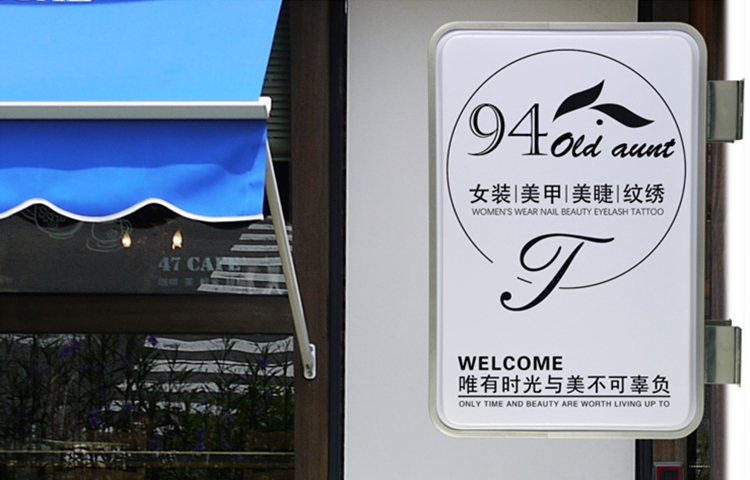 94 Old aunt
女装|美甲|美睫|纹绣
WOMEN'S WEAR NAIL BEAUTY EYELASH TATTOO
T
WELCOME
唯有时光与美不可辜负
ONLY TIME AND BEAUTY ARE WORTH LIVING UP TO
47 CAFE